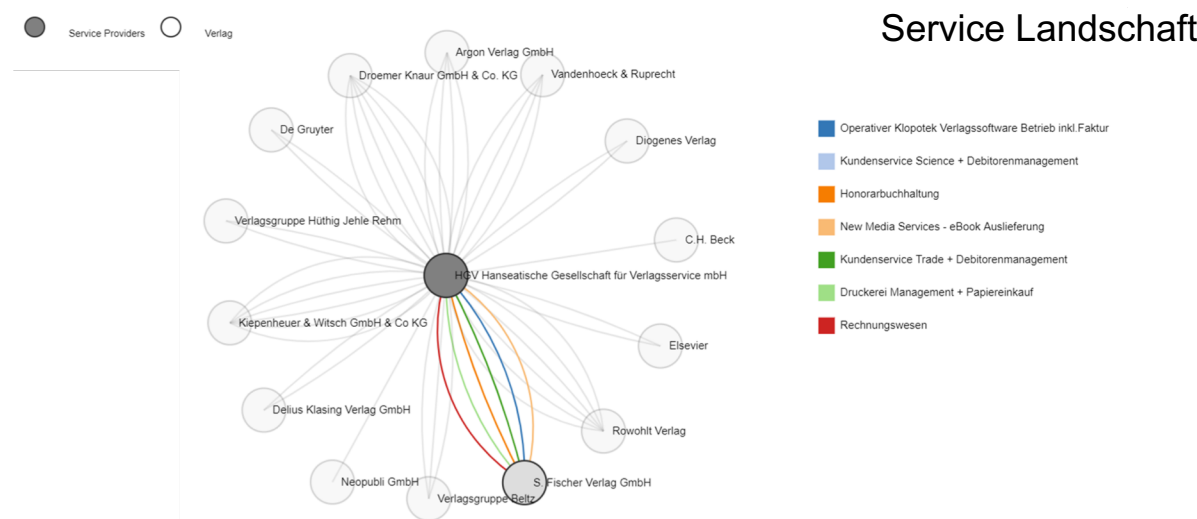 Service Landschaft
Service Providers
Verlag
Argon Verlag GmbH
Droemer Knaur GmbH & Co. KG
Vandenhoeck & Ruprecht
De Gruyter
Diogenes Verlag
Verlagsgruppe Hüthig Jehle Rehm
C.H. Beck
HGV Hanseatische Gesellschaft für Verlagsservice mbH
Kiepenheuer & Witsch GmbH & Co KG
Elsevier
Delius Klasing Verlag GmbH
Rowohlt Verlag
Neopubli GmbH
S. Fischer Verlag GmbH
Verlagsgruppe Beltz
Operativer Klopotek Verlagssoftware Betrieb inkl.Faktur
Kundenservice Science + Debitorenmanagement
Honorarbuchhaltung
New Media Services - eBook Auslieferung
Kundenservice Trade + Debitorenmanagement
Druckerei Management + Papiereinkauf
Rechnungswesen